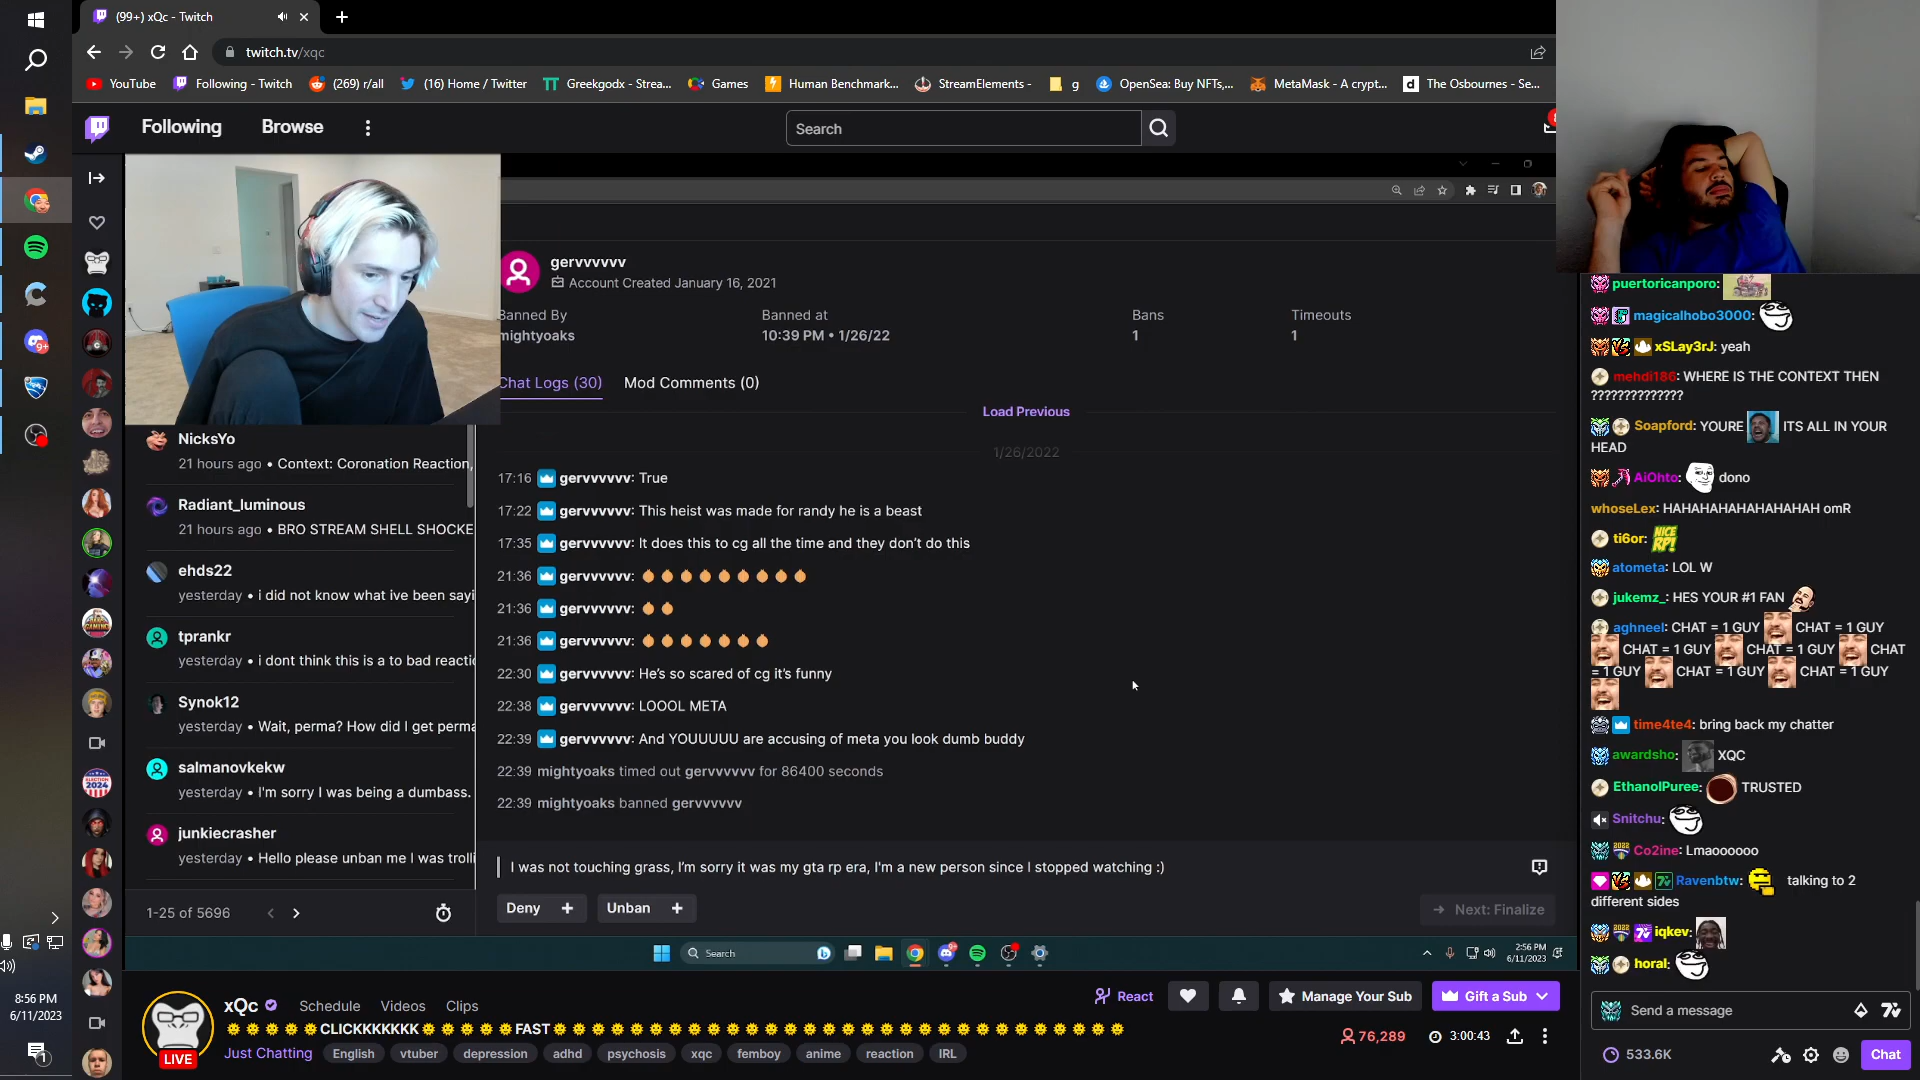 (99+) xQc - Twitch
twitch.tv/xqc
YouTube Following - Twitch (269) r/all (16) Home / Twitter Greekgodx - Strea... Games Human Benchmark... StreamElements - g OpenSea: Buy NFTs,... MetaMask - A crypt... The Osbournes - Se...
Following Browse Search
gervvvvvv
Account Created January 16, 2021
Banned By Banned at Bans Timeouts
mightyoaks 10:39 PM • 1/26/22 1 1
Chat Logs (30) Mod Comments (0)
Load Previous
1/26/2022
17:16 gervvvvvv: True
17:22 gervvvvvv: This heist was made for randy he is a beast
17:35 gervvvvvv: It does this to cg all the time and they don't do this
21:36 gervvvvvv:
21:36 gervvvvvv:
21:36 gervvvvvv:
22:30 gervvvvvv: He's so scared of cg it's funny
22:38 gervvvvvv: LOOOL META
22:39 gervvvvvv: And YOUUUUU are accusing of meta you look dumb buddy
22:39 mightyoaks timed out gervvvvvv for 86400 seconds
22:39 mightyoaks banned gervvvvvv
I was not touching grass, I'm sorry it was my gta rp era, I'm a new person since I stopped watching :)
Deny + Unban + Next: Finalize
NicksYo
21 hours ago • Context: Coronation Reaction,
Radiant_luminous
21 hours ago • BRO STREAM SHELL SHOCKE
ehds22
yesterday • i did not know what ive been sayi
tprankr
yesterday • i dont think this is a to bad reacti
Synok12
yesterday • Wait, perma? How did I get perma
salmanovkekw
yesterday • I'm sorry I was being a dumbass.
junkiecrasher
yesterday • Hello please unban me I was trolli
1-25 of 5696
Search
2:56 PM
6/11/2023
ELECTION
2024
GAMING
xQc Schedule Videos Clips
React Manage Your Sub Gift a Sub
CLICKKKKKKK FAST
LIVE
Just Chatting English vtuber depression adhd psychosis xqc femboy anime reaction IRL
76,289 3:00:43
8:56 PM
6/11/2023
1
9+
puertoricanporo:
magicalhobo3000:
xSLay3rJ: yeah
mehdi186: WHERE IS THE CONTEXT THEN
??????????????
Soapford: YOURE ITS ALL IN YOUR
HEAD
AiOhto: dono
whoseLex: HAHAHAHAHAHAHAHAH omR
ti6or: NICE RP!
atometa: LOL W
jukemz_: HES YOUR #1 FAN
aghneel: CHAT = 1 GUY CHAT = 1 GUY
CHAT = 1 GUY CHAT = 1 GUY CHAT
= 1 GUY CHAT = 1 GUY CHAT = 1 GUY
time4te4: bring back my chatter
awardsho: XQC
EthanolPuree: TRUSTED
Snitchu:
Co2ine: Lmaoooooo
Ravenbtw: talking to 2
different sides
iqkev:
horal:
Send a message
533.6K Chat